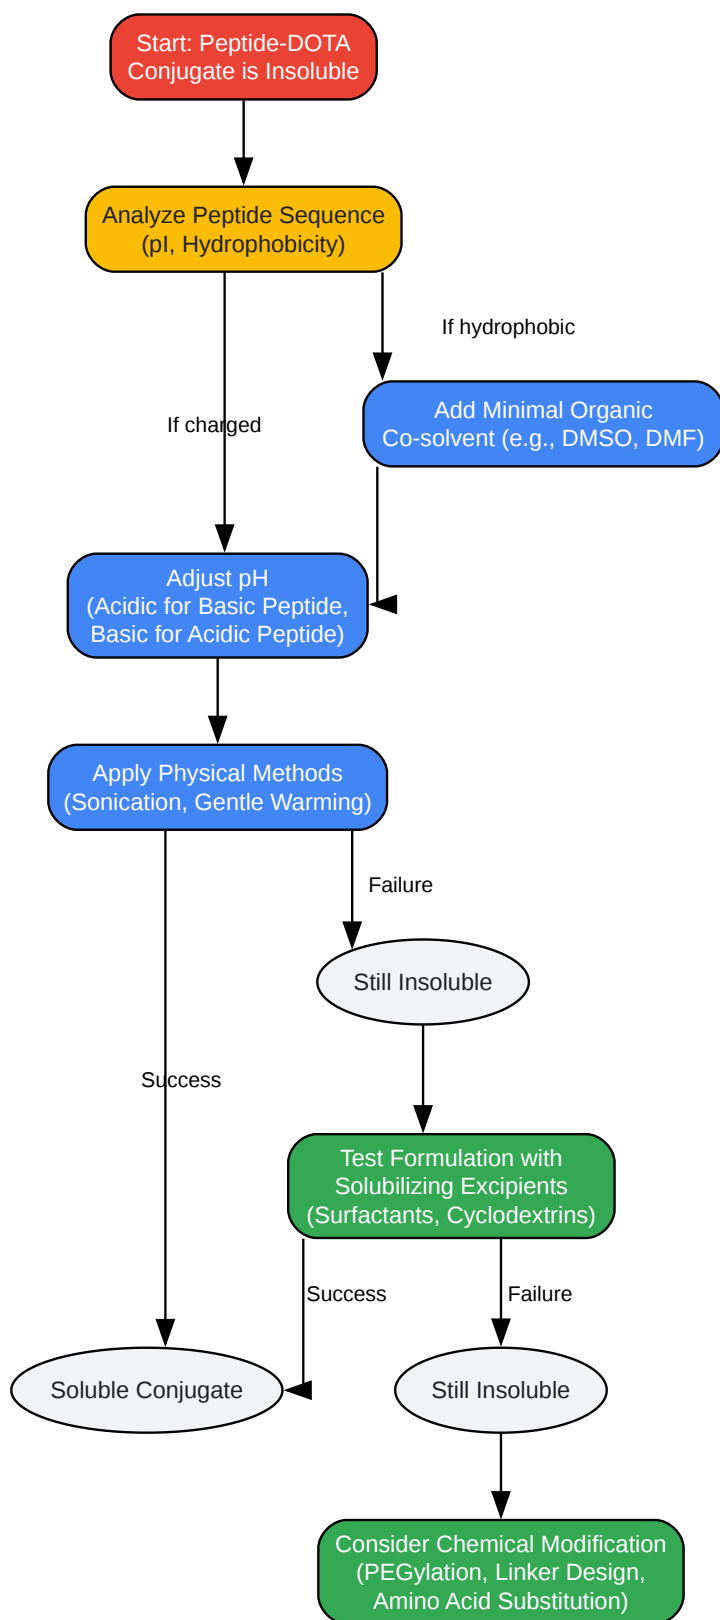 Start: Peptide-DOTA
Conjugate is Insoluble
Analyze Peptide Sequence
(pI, Hydrophobicity)
If hydrophobic
Add Minimal Organic
Co-solvent (e.g., DMSO, DMF)
If charged
Adjust pH
(Acidic for Basic Peptide,
Basic for Acidic Peptide)
Apply Physical Methods
(Sonication, Gentle Warming)
Failure
Still Insoluble
Success
Test Formulation with
Solubilizing Excipients
(Surfactants, Cyclodextrins)
Success
Failure
Soluble Conjugate
Still Insoluble
Consider Chemical Modification
(PEGylation, Linker Design,
Amino Acid Substitution)